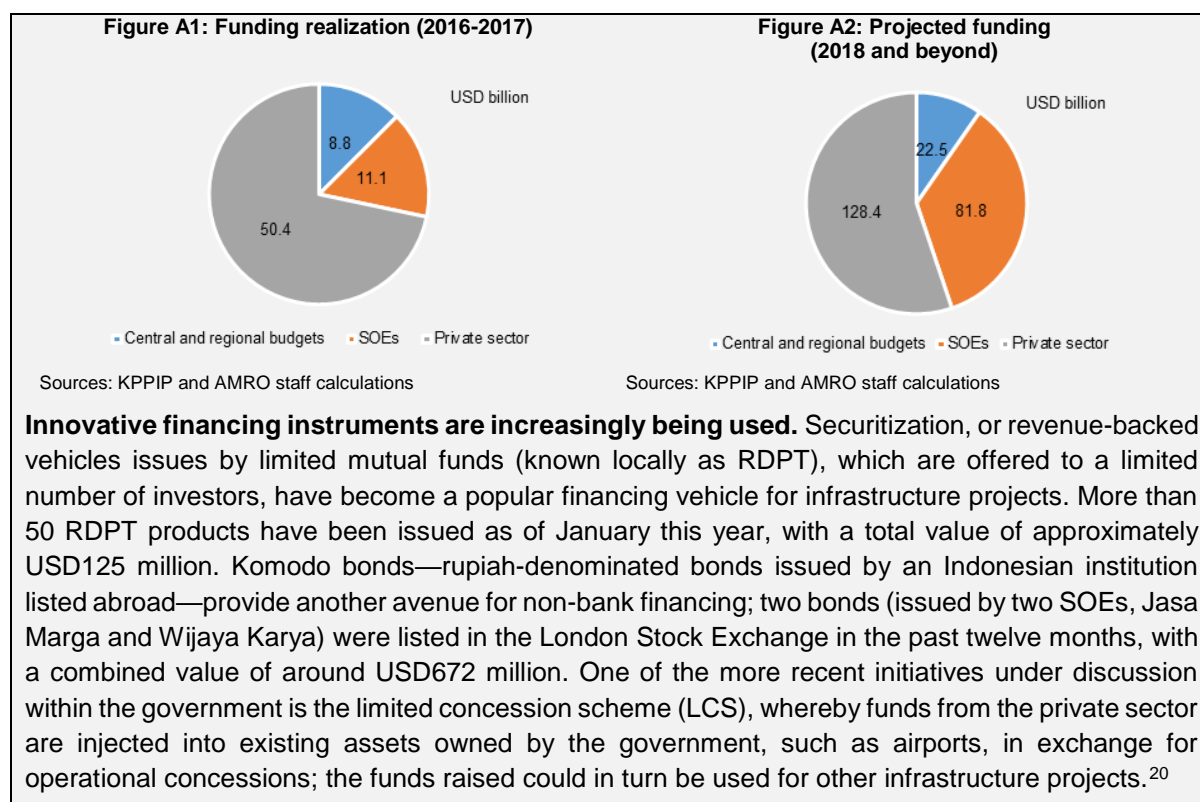 Figure A1: Funding realization (2016-2017)
USD billion
8.8
11.1
50.4
Central and regional budgets SOEs Private sector
Sources: KPPIP and AMRO staff calculations
Figure A2: Projected funding
(2018 and beyond)
USD billion
22.5
81.8
128.4
Central and regional budgets SOEs Private sector
Sources: KPPIP and AMRO staff calculations
Innovative financing instruments are increasingly being used. Securitization, or revenue-backed
vehicles issues by limited mutual funds (known locally as RDPT), which are offered to a limited
number of investors, have become a popular financing vehicle for infrastructure projects. More than
50 RDPT products have been issued as of January this year, with a total value of approximately
USD125 million. Komodo bonds—rupiah-denominated bonds issued by an Indonesian institution
listed abroad—provide another avenue for non-bank financing; two bonds (issued by two SOEs, Jasa
Marga and Wijaya Karya) were listed in the London Stock Exchange in the past twelve months, with
a combined value of around USD672 million. One of the more recent initiatives under discussion
within the government is the limited concession scheme (LCS), whereby funds from the private sector
are injected into existing assets owned by the government, such as airports, in exchange for
operational concessions; the funds raised could in turn be used for other infrastructure projects.20